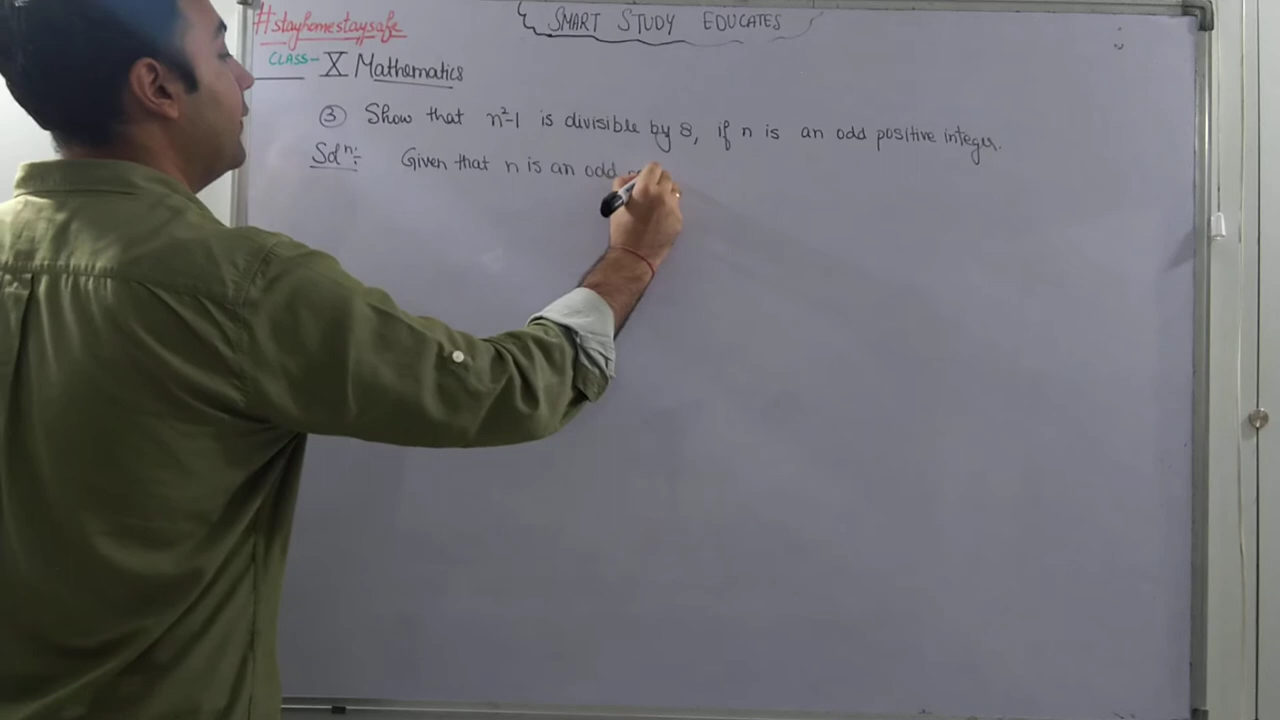 #stayhomestaysafe
SMART STUDY EDUCATES
CLASS- X Mathematics
③ Show that n²-1 is divisible by 8, if n is an odd positive integer.
Solⁿ:- Given that n is an odd